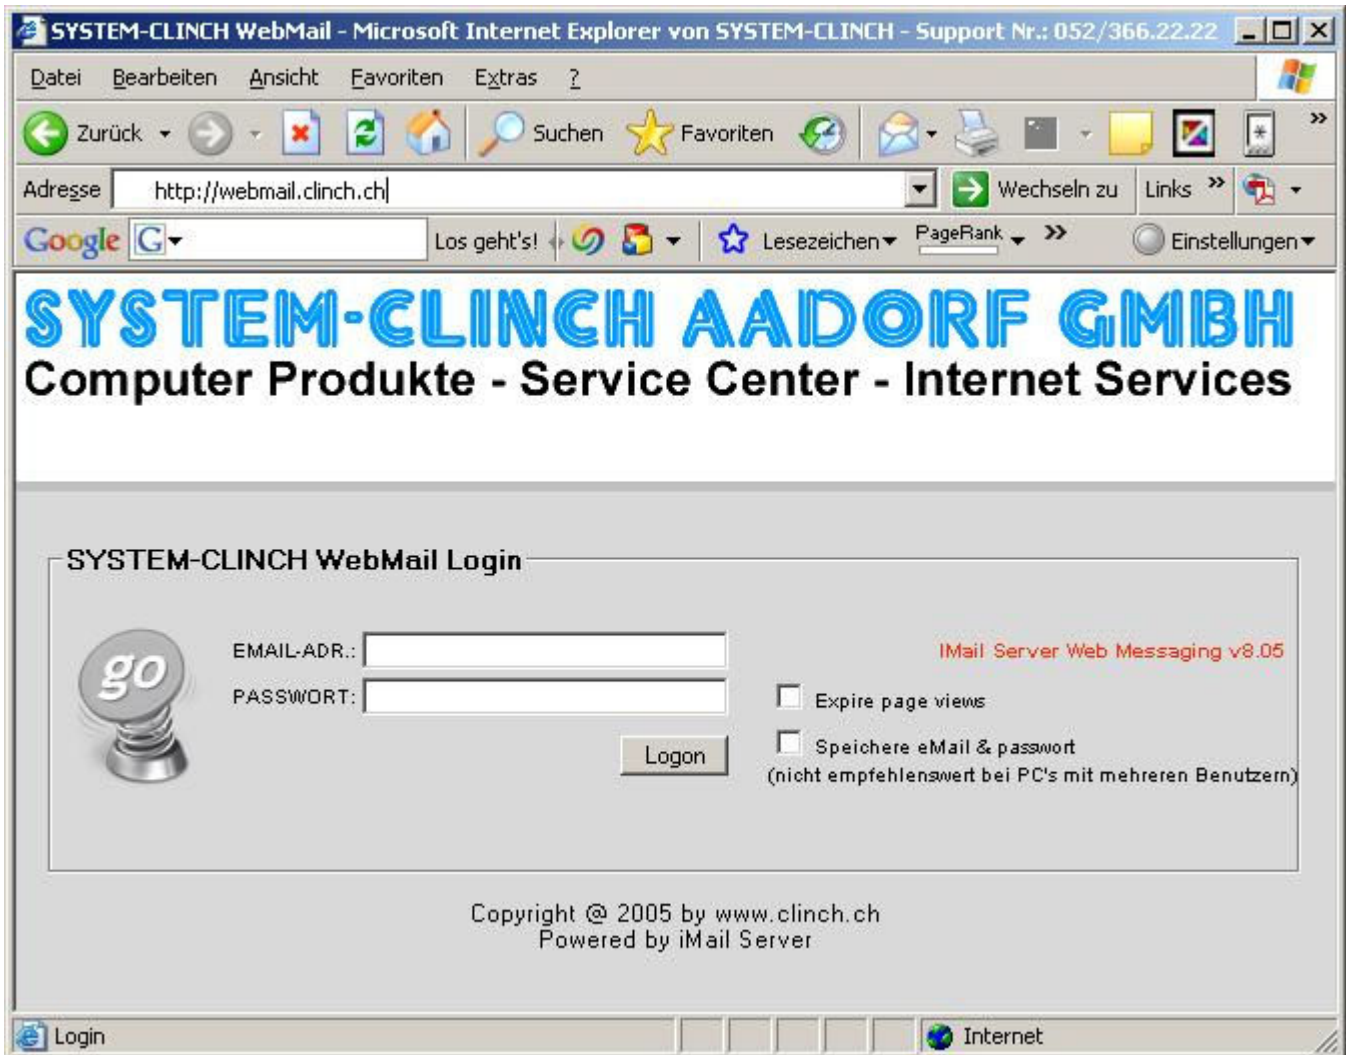 SYSTEM-CLINCH WebMail - Microsoft Internet Explorer von SYSTEM-CLINCH - Support Nr.: 052/366.22.22
Datei Bearbeiten Ansicht Favoriten Extras ?
Zurück Suchen Favoriten »
Adresse http://webmail.clinch.ch Wechseln zu Links »
Google G Los geht's! Lesezeichen PageRank » Einstellungen
SYSTEM-CLINCH AADORF GMBH
Computer Produkte - Service Center - Internet Services
SYSTEM-CLINCH WebMail Login
go
EMAIL-ADR.:
IMail Server Web Messaging v8.05
PASSWORT:
Expire page views
Logon
Speichere eMail & passwort
(nicht empfehlenswert bei PC's mit mehreren Benutzern)
Copyright @ 2005 by www.clinch.ch
Powered by iMail Server
Login Internet